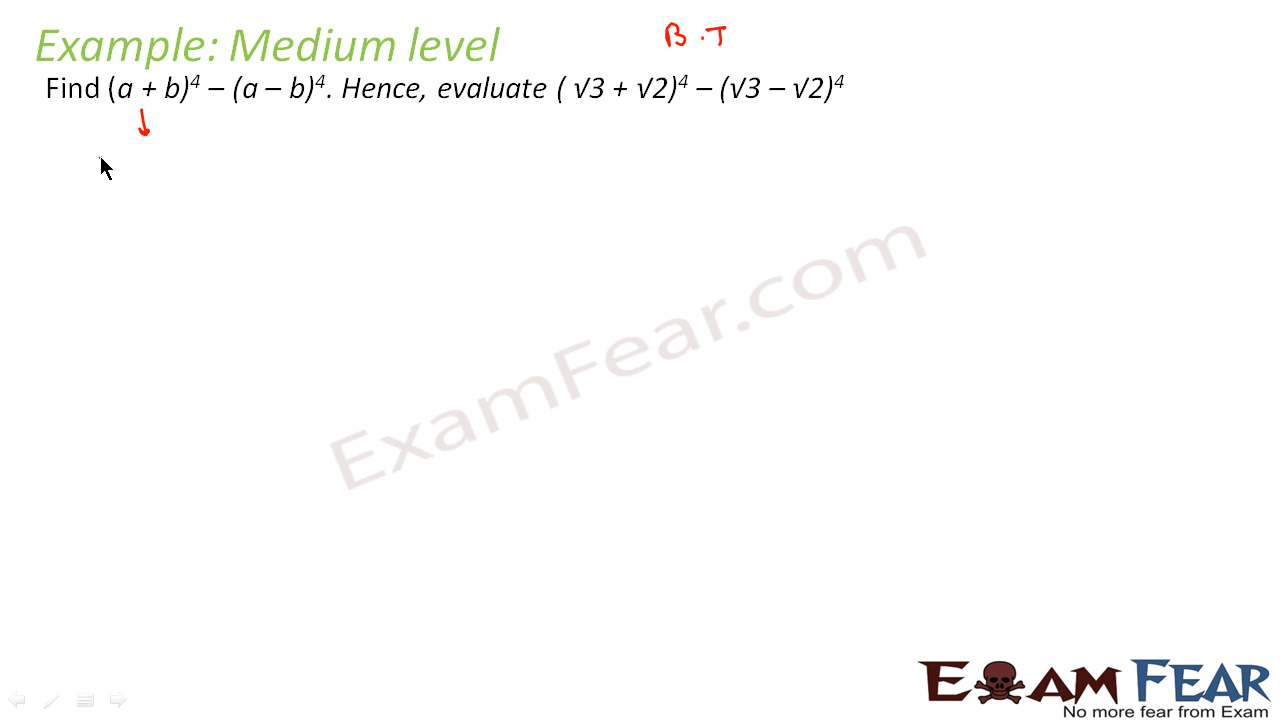 Example: Medium level
B.T
Find (a + b)⁴ – (a – b)⁴. Hence, evaluate ( √3 + √2)⁴ – (√3 – √2)⁴
ExamFear.com
EXAM FEAR
No more fear from Exam